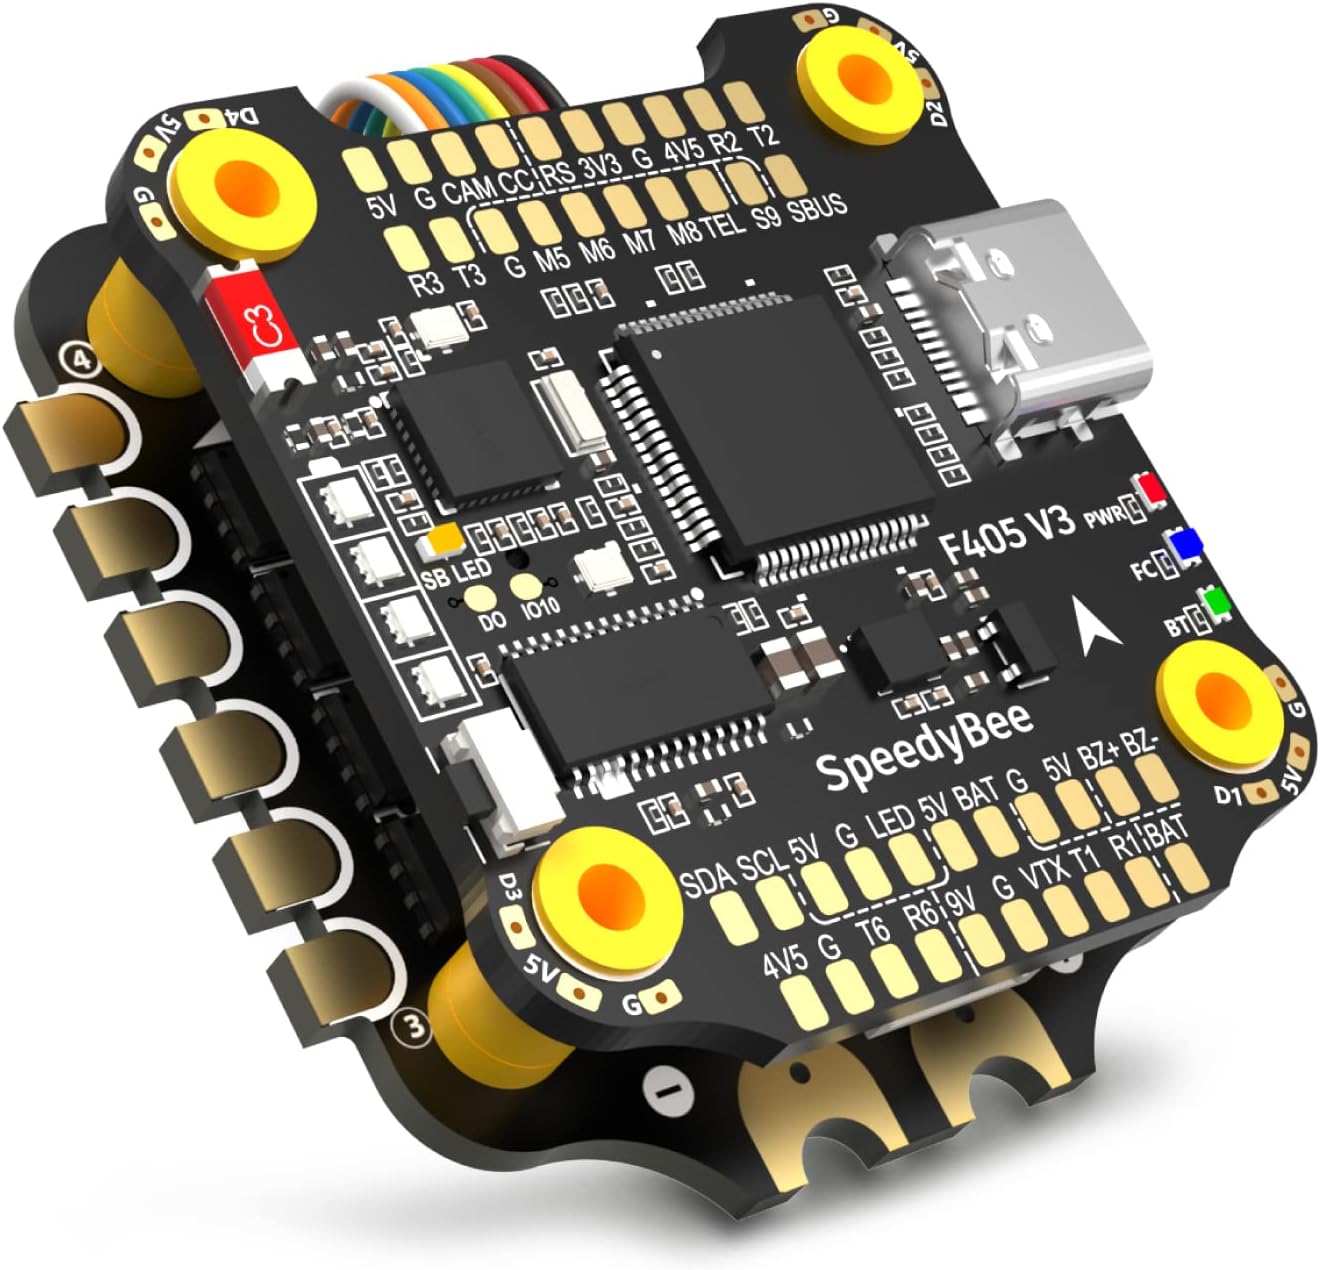 G
5V
D2
D4
5V
G
5V G CAM CC RS 3V3 G 4V5 R2 T2
R3 T3 G M5 M6 M7 M8 TEL S9 SBUS
C3
4
F405 V3
PWR
FC
BT
SB LED
DO IO10
SpeedyBee
G
5V
D1
SDA SCL 5V G LED 5V BAT G 5V BZ+ BZ-
4V5 G T6 R6 9V G VTX T1 R1 BAT
D3
5V
G
3
-
-